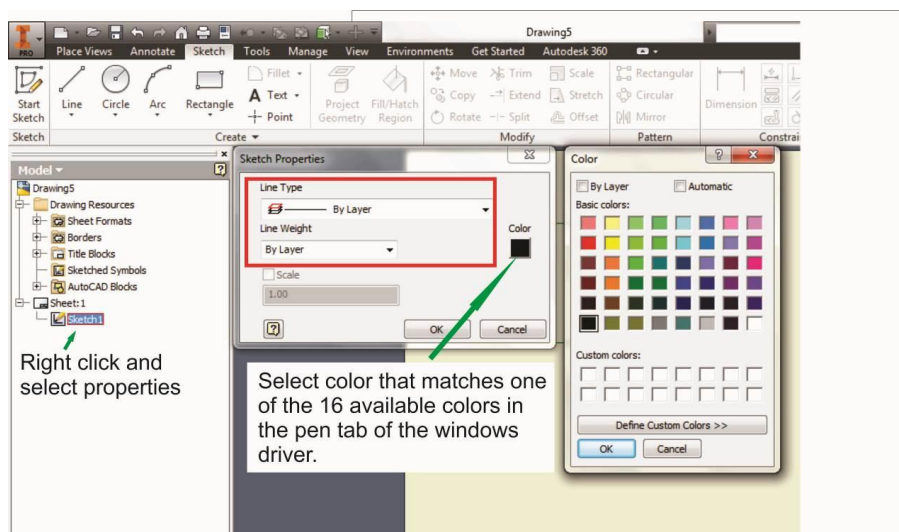 Drawing5
PRO
Place Views Annotate Sketch Tools Manage View Environments Get Started Autodesk 360
Start
Sketch
Line
Circle
Arc
Rectangle
Fillet
A Text
Point
Project
Geometry
Fill/Hatch
Region
Move Trim Scale
Copy Extend Stretch
Rotate Split Offset
Rectangular
Circular
Mirror
Dimension
Sketch Create Modify Pattern Constrai
Model
Drawing5
Drawing Resources
Sheet Formats
Borders
Title Blocks
Sketched Symbols
AutoCAD Blocks
Sheet:1
Sketch1
Right click and
select properties
Sketch Properties
Line Type
By Layer
Line Weight
By Layer
Color
Scale
1.00
OK Cancel
Select color that matches one
of the 16 available colors in
the pen tab of the windows
driver.
Color
By Layer Automatic
Basic colors:
Custom colors:
Define Custom Colors >>
OK Cancel